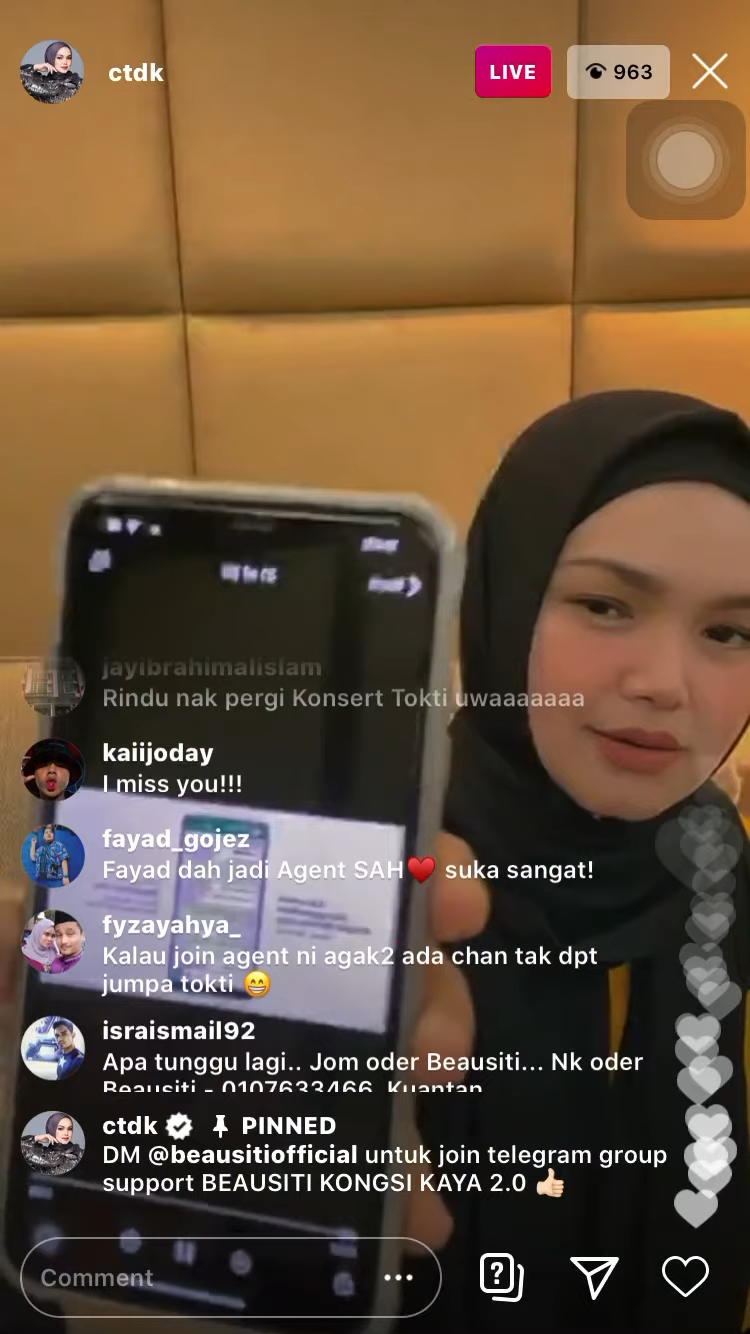 ctdk
LIVE
963
jayibrahimalislam
Rindu nak pergi Konsert Tokti uwaaaaaaa
kaiijoday
I miss you!!!
fayad_gojez
Fayad dah jadi Agent SAH♥️ suka sangat!
fyzayahya_
Kalau join agent ni agak2 ada chan tak dpt
jumpa tokti 😁
israismail92
Apa tunggu lagi.. Jom oder Beausiti... Nk oder
Beausiti - 0107633466 Kuantan
ctdk PINNED
DM @beausitiofficial untuk join telegram group
support BEAUSITI KONGSI KAYA 2.0 👍🏻
Comment